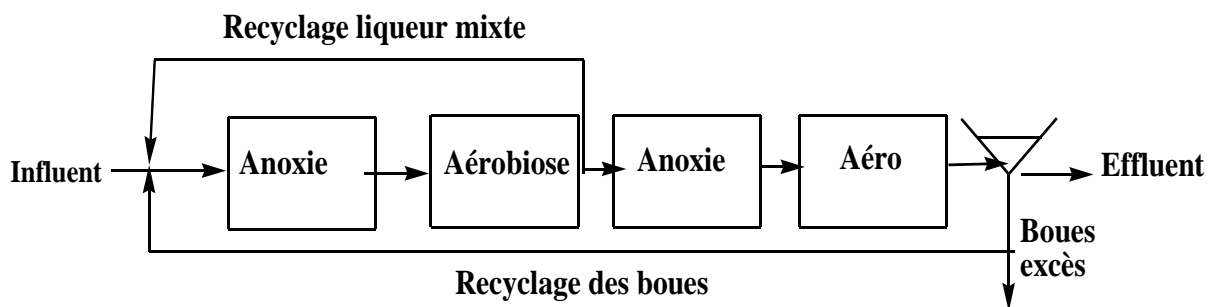 Recyclage liqueur mixte
Influent
Anoxie
Aérobiose
Anoxie
Aéro
Effluent
Boues
excès
Recyclage des boues